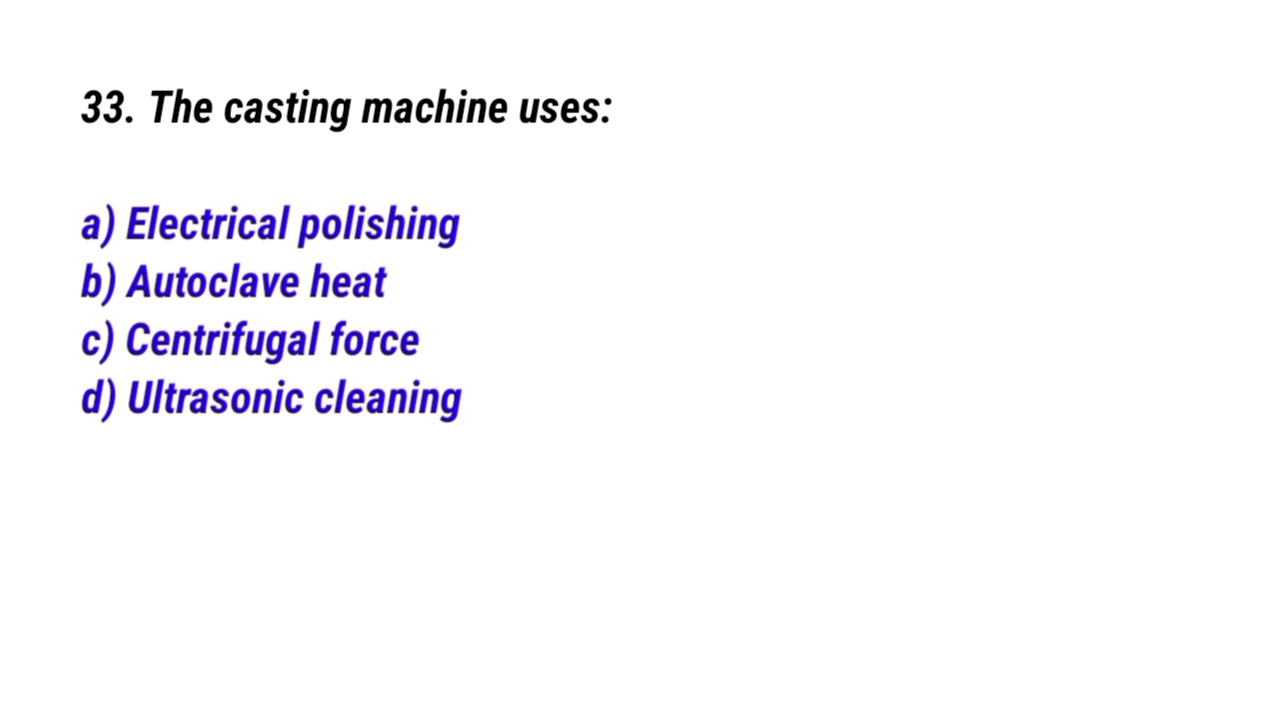 33. The casting machine uses:
a) Electrical polishing
b) Autoclave heat
c) Centrifugal force
d) Ultrasonic cleaning